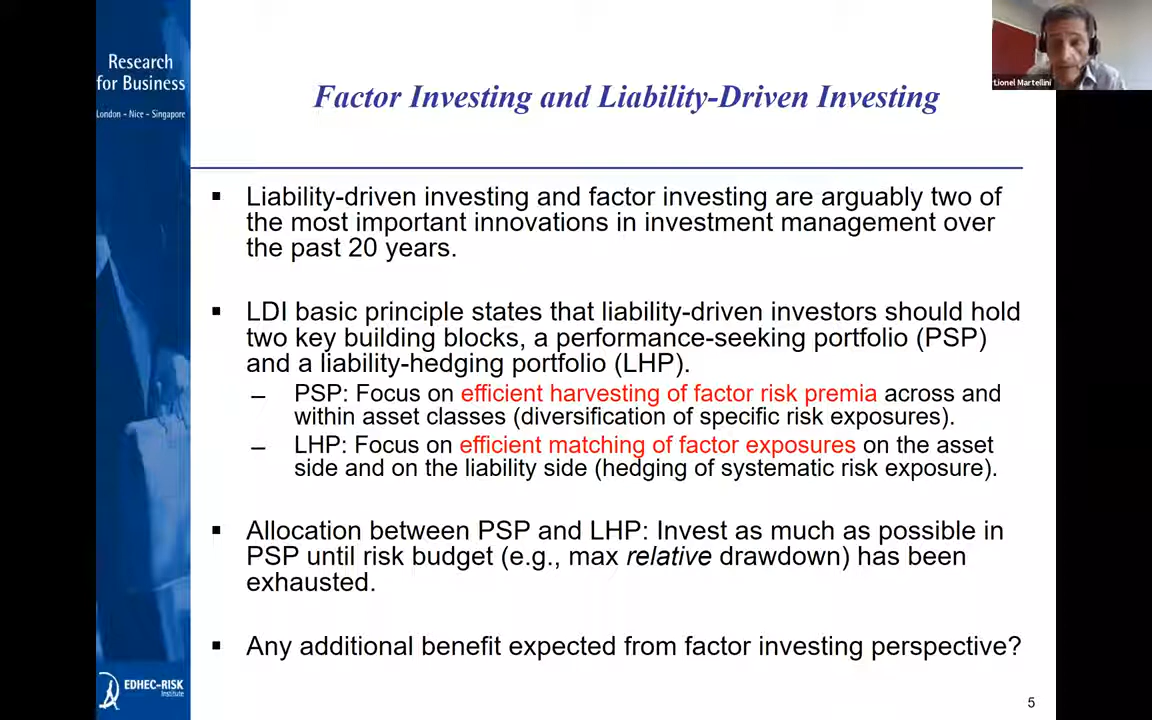 Research
for Business
London - Nice - Singapore
Lionel Martellini
Factor Investing and Liability-Driven Investing
▪ Liability-driven investing and factor investing are arguably two of
the most important innovations in investment management over
the past 20 years.
▪ LDI basic principle states that liability-driven investors should hold
two key building blocks, a performance-seeking portfolio (PSP)
and a liability-hedging portfolio (LHP).
– PSP: Focus on efficient harvesting of factor risk premia across and
within asset classes (diversification of specific risk exposures).
– LHP: Focus on efficient matching of factor exposures on the asset
side and on the liability side (hedging of systematic risk exposure).
▪ Allocation between PSP and LHP: Invest as much as possible in
PSP until risk budget (e.g., max relative drawdown) has been
exhausted.
▪ Any additional benefit expected from factor investing perspective?
EDHEC-RISK
Institute
5